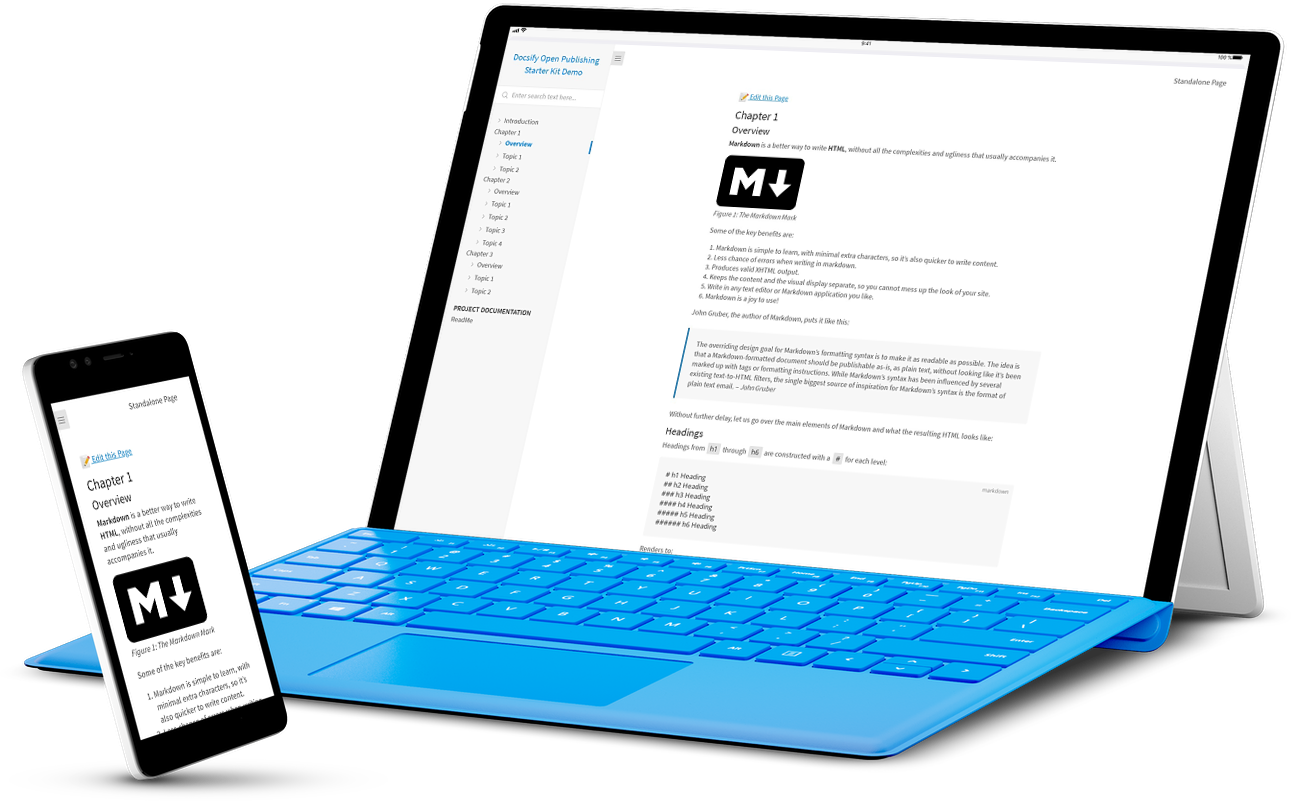 9:41
100 %
Docsify Open Publishing
Starter Kit Demo
Enter search text here...
Introduction
Chapter 1
Overview
Topic 1
Topic 2
Chapter 2
Overview
Topic 1
Topic 2
Topic 3
Topic 4
Chapter 3
Overview
Topic 1
Topic 2
PROJECT DOCUMENTATION
ReadMe
Standalone Page
Edit this Page
Chapter 1
Overview
Markdown is a better way to write HTML, without all the complexities and ugliness that usually accompanies it.
M
Figure 1: The Markdown Mark
Some of the key benefits are:
1. Markdown is simple to learn, with minimal extra characters, so it's also quicker to write content.
2. Less chance of errors when writing in markdown.
3. Produces valid XHTML output.
4. Keeps the content and the visual display separate, so you cannot mess up the look of your site.
5. Write in any text editor or Markdown application you like.
6. Markdown is a joy to use!
John Gruber, the author of Markdown, puts it like this:
The overriding design goal for Markdown's formatting syntax is to make it as readable as possible. The idea is
that a Markdown-formatted document should be publishable as-is, as plain text, without looking like it's been
marked up with tags or formatting instructions. While Markdown's syntax has been influenced by several
existing text-to-HTML filters, the single biggest source of inspiration for Markdown's syntax is the format of
plain text email. – John Gruber
Without further delay, let us go over the main elements of Markdown and what the resulting HTML looks like:
Headings
Headings from h1 through h6 are constructed with a # for each level:
markdown
# h1 Heading
## h2 Heading
### h3 Heading
#### h4 Heading
##### h5 Heading
###### h6 Heading
Renders to:
Standalone Page
Edit this Page
Chapter 1
Overview
Markdown is a better way to write
HTML, without all the complexities
and ugliness that usually
accompanies it.
M
Figure 1: The Markdown Mark
Some of the key benefits are:
1. Markdown is simple to learn, with
minimal extra characters, so it's
also quicker to write content.